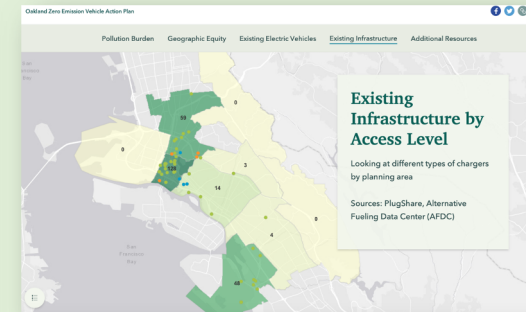 Oakland Zero Emission Vehicle Action Plan
Pollution Burden
Geographic Equity
Existing Electric Vehicles
Existing Infrastructure
Additional Resources
Existing
Infrastructure by
Access Level
Looking at different types of chargers
by planning area
Sources: PlugShare, Alternative
Fueling Data Center (AFDC)
0
0
3
14
0
4
San
Francisco
Bay